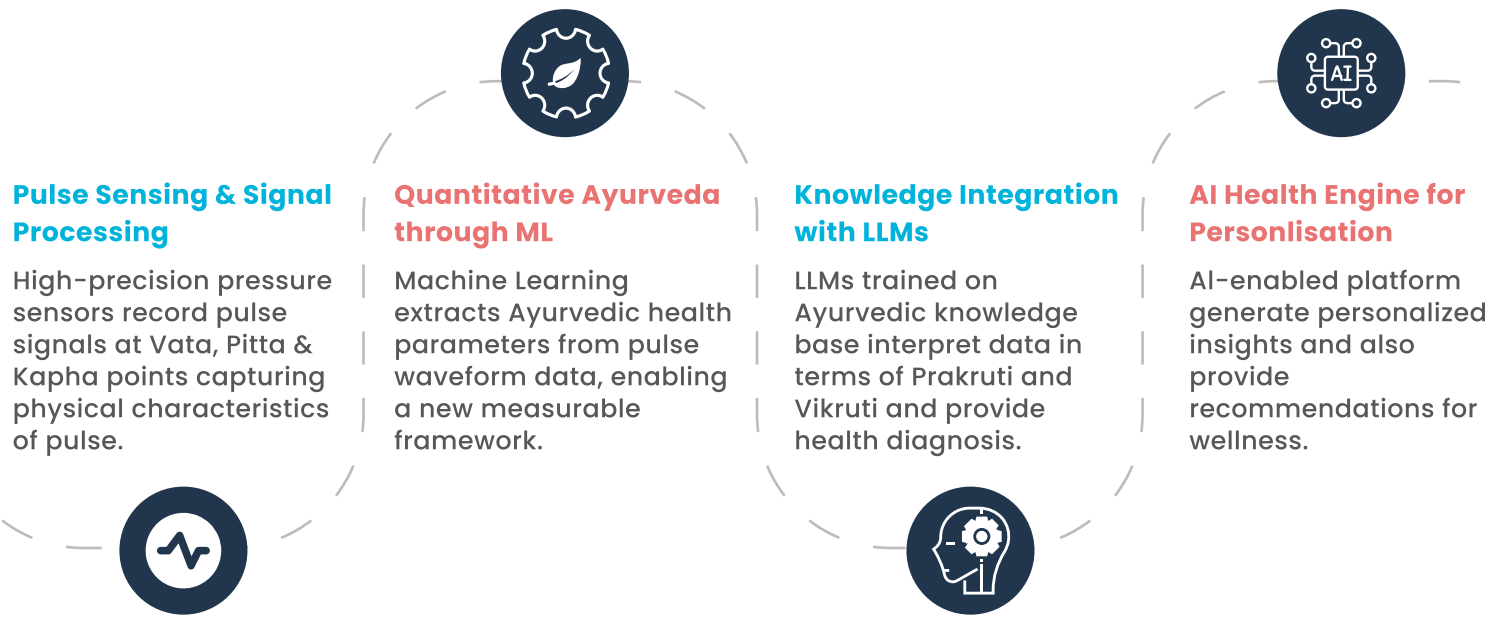 Pulse Sensing & Signal
Processing
High-precision pressure
sensors record pulse
signals at Vata, Pitta &
Kapha points capturing
physical characteristics
of pulse.
Quantitative Ayurveda
through ML
Machine Learning
extracts Ayurvedic health
parameters from pulse
waveform data, enabling
a new measurable
framework.
Knowledge Integration
with LLMs
LLMs trained on
Ayurvedic knowledge
base interpret data in
terms of Prakruti and
Vikruti and provide
health diagnosis.
AI
AI Health Engine for
Personlisation
AI-enabled platform
generate personalized
insights and also
provide
recommendations for
wellness.